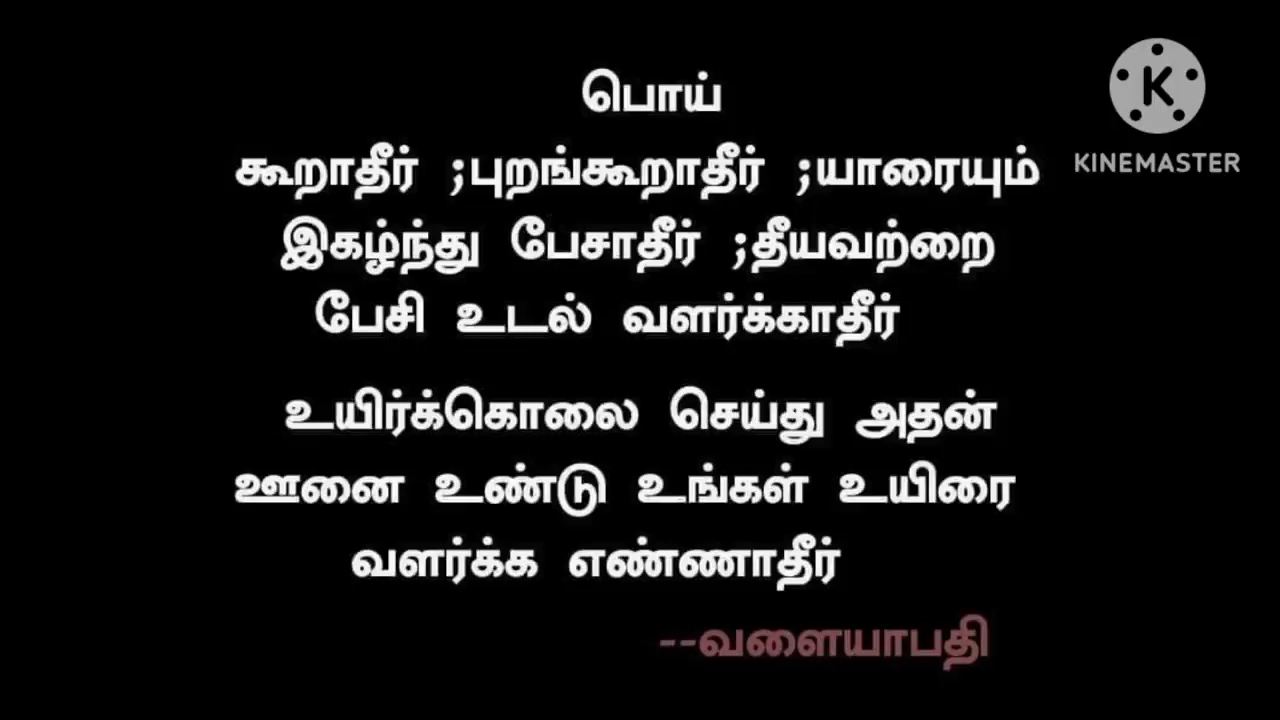 பொய்
கூறாதீர் ;புறங்கூறாதீர் ;யாரையும்
இகழ்ந்து பேசாதீர் ;தீயவற்றை
பேசி உடல் வளர்க்காதீர்
உயிர்க்கொலை செய்து அதன்
ஊனை உண்டு உங்கள் உயிரை
வளர்க்க எண்ணாதீர்
--வளையாபதி
K
KINEMASTER